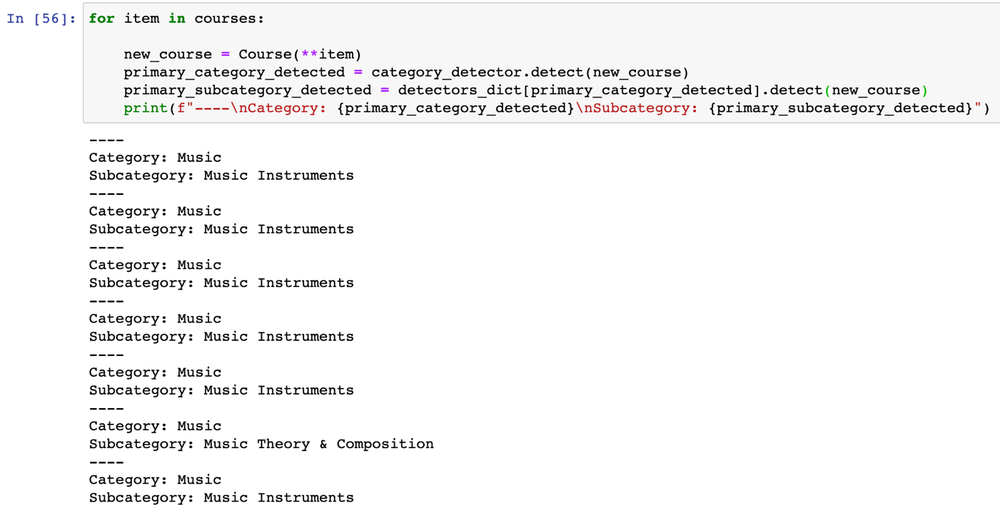 In [56]: for item in courses:
new_course = Course(**item)
primary_category_detected = category_detector.detect(new_course)
primary_subcategory_detected = detectors_dict[primary_category_detected].detect(new_course)
print(f"----\nCategory: {primary_category_detected}\nSubcategory: {primary_subcategory_detected}")
----
Category: Music
Subcategory: Music Instruments
----
Category: Music
Subcategory: Music Instruments
----
Category: Music
Subcategory: Music Instruments
----
Category: Music
Subcategory: Music Instruments
----
Category: Music
Subcategory: Music Instruments
----
Category: Music
Subcategory: Music Theory & Composition
----
Category: Music
Subcategory: Music Instruments